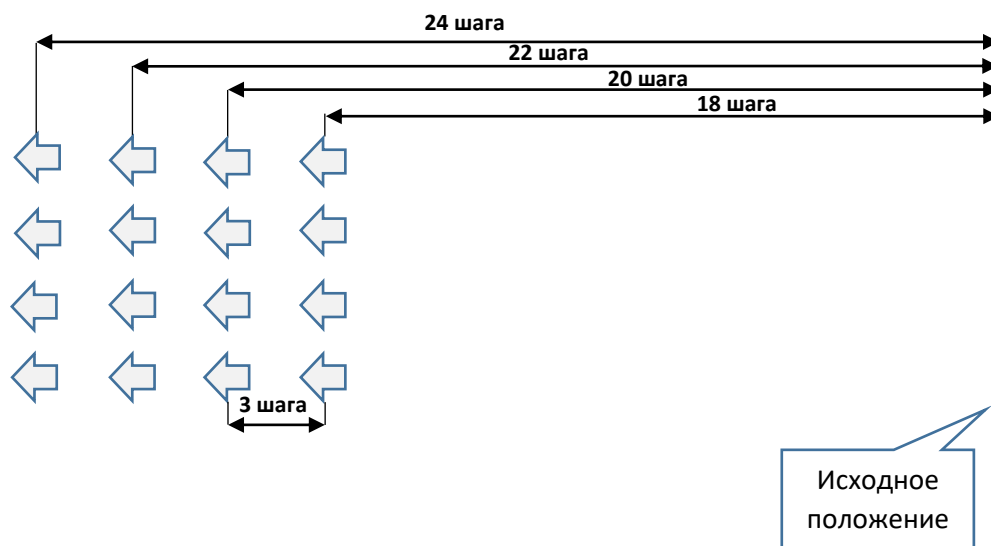 24 шага
22 шага
20 шага
18 шага
3 шага
Исходное
положение